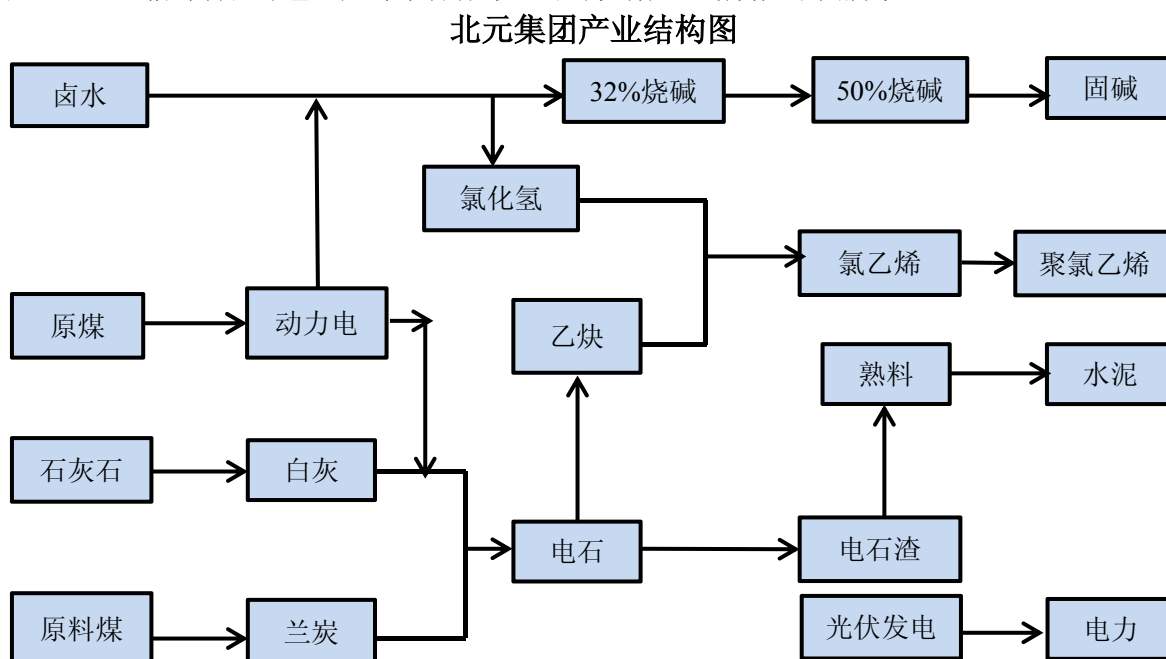 北元集团产业结构图
卤水
32%烧碱
50%烧碱
固碱
氯化氢
氯乙烯
聚氯乙烯
原煤
动力电
乙炔
熟料
水泥
石灰石
白灰
电石
电石渣
原料煤
兰炭
光伏发电
电力